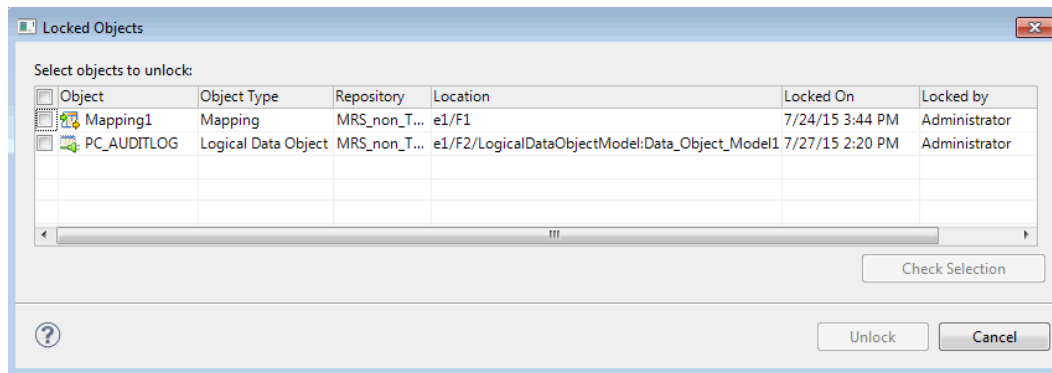 Locked Objects
Select objects to unlock:
Object Object Type Repository Location Locked On Locked by
Mapping1 Mapping MRS_non_T... e1/F1 7/24/15 3:44 PM Administrator
PC_AUDITLOG Logical Data Object MRS_non_T... e1/F2/LogicalDataObjectModel:Data_Object_Model1 7/27/15 2:20 PM Administrator
Check Selection
Unlock Cancel